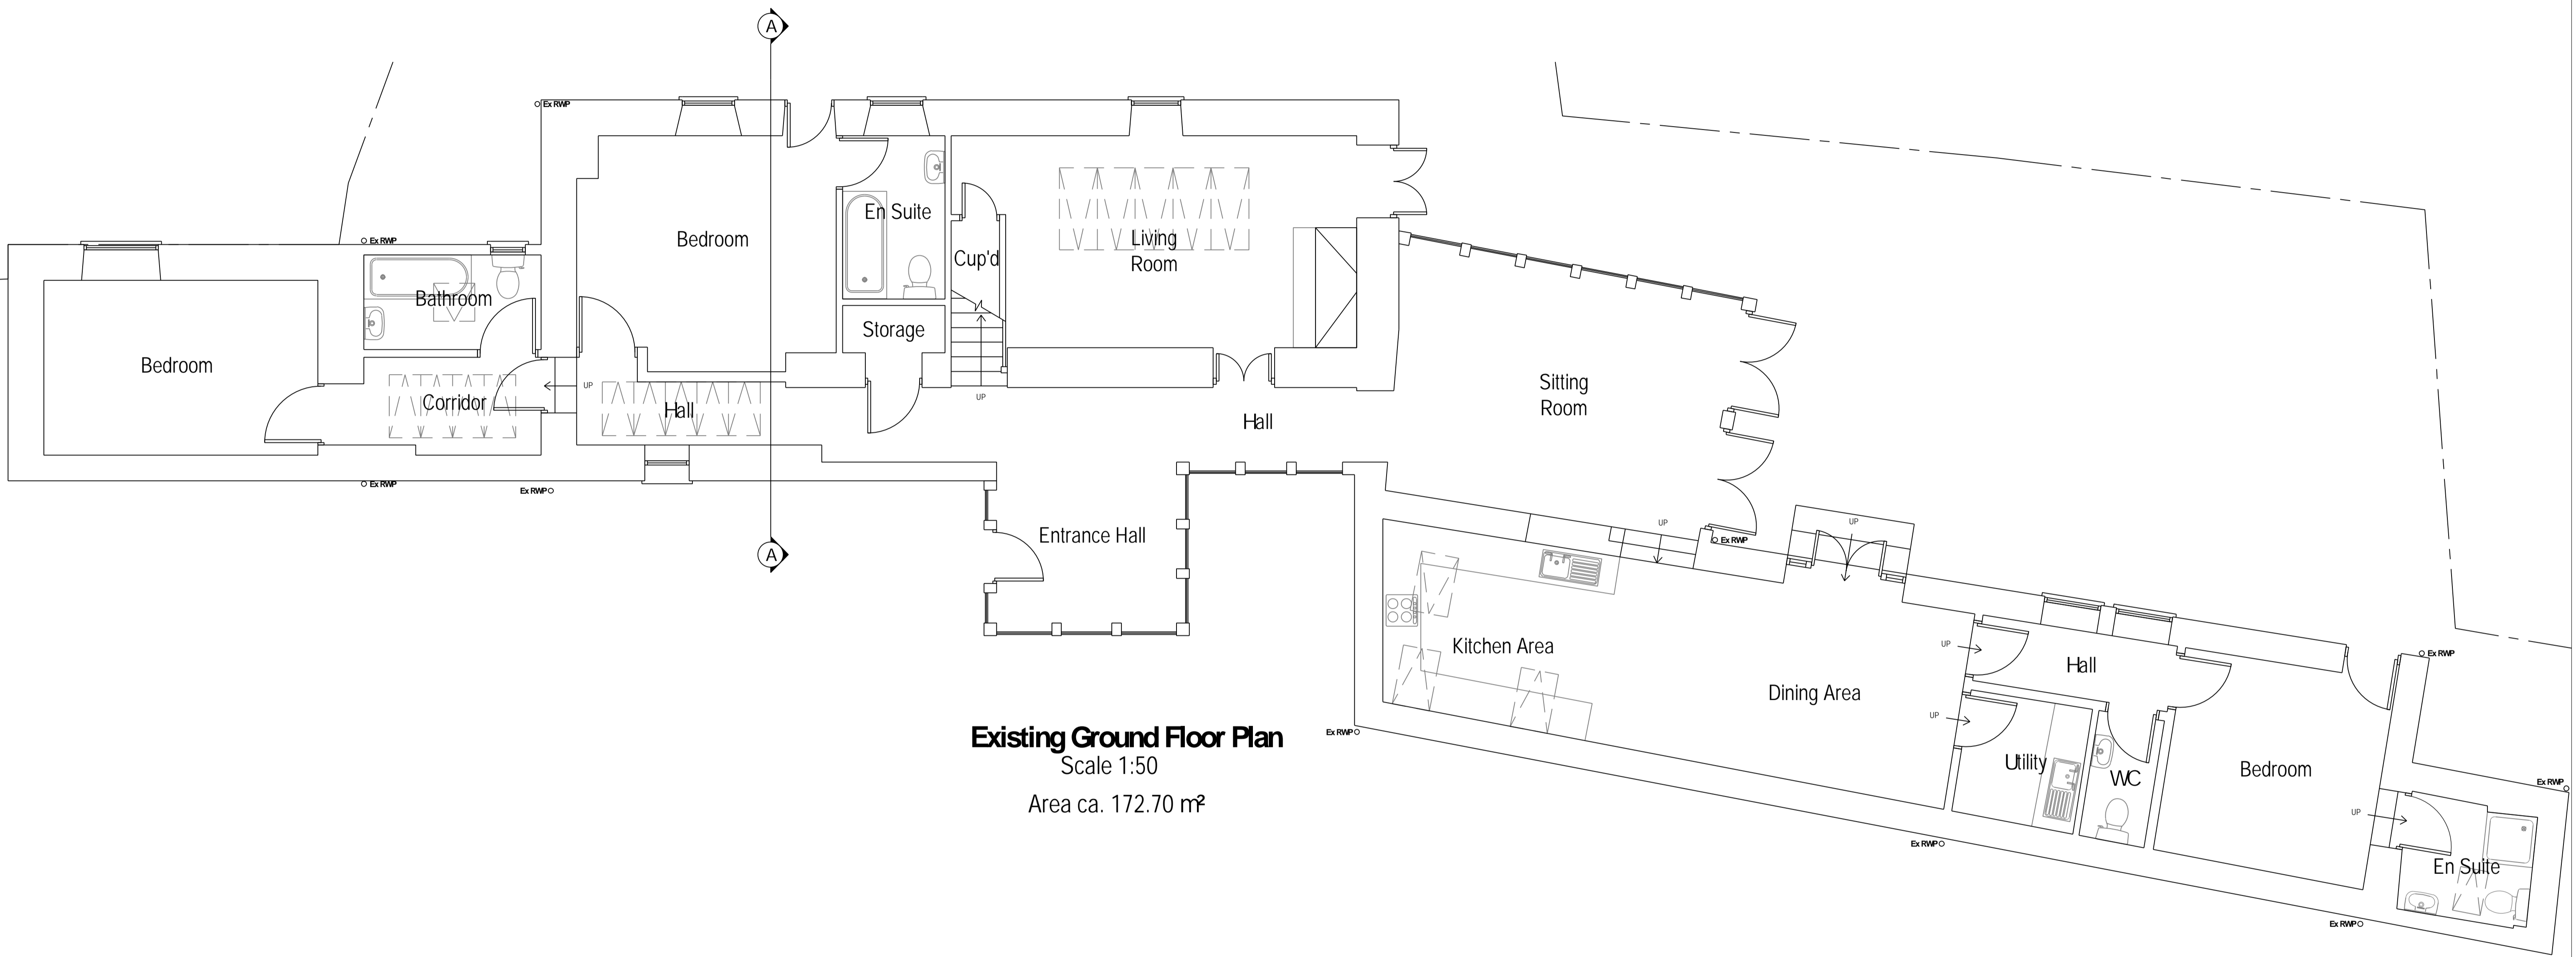 A
Ex RWP
Ex RWP
En Suite
Bedroom
Living
Room
Cup'd
Bathroom
Storage
Bedroom
UP
Corridor
Hall
UP
Hall
Sitting
Room
Ex RWP
Ex RWP
A
Entrance Hall
UP
UP
Ex RWP
Kitchen Area
Dining Area
UP
Hall
UP
Ex RWP
Utility
WC
Bedroom
Ex RWP
UP
En Suite
Ex RWP
Ex RWP
Ex RWP
Existing Ground Floor Plan
Scale 1:50
Area ca. 172.70 m²